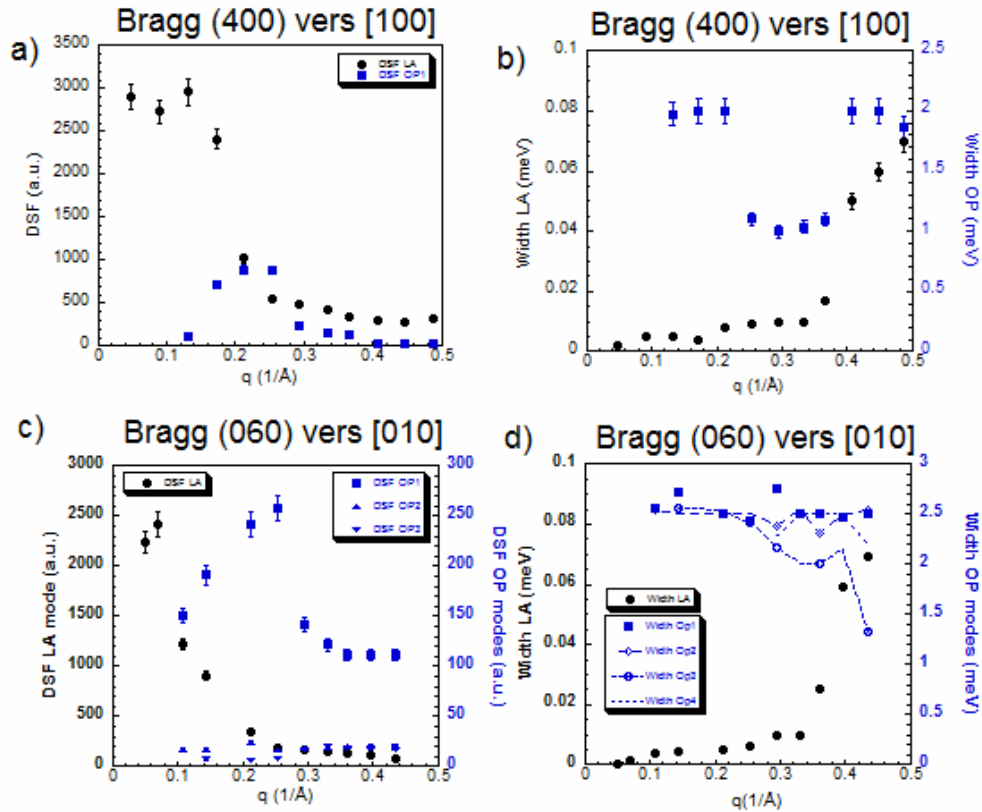 Bragg (400) vers [100]
a)
3500
3000
2500
2000
1500
1000
500
0
DSF (a.u.)
DSF LA
DSF OP1
0 0.1 0.2 0.3 0.4 0.5
q (1/Å)
Bragg (400) vers [100]
b)
0.1
0.08
0.06
0.04
0.02
0
Width LA (meV)
2.5
2
1.5
1
0.5
0
Width OP (meV)
0 0.1 0.2 0.3 0.4 0.5
q (1/Å)
Bragg (060) vers [010]
c)
3000
2500
2000
1500
1000
500
0
DSF LA mode (a.u.)
DSF LA
DSF OP1
DSF OP2
DSF OP3
300
250
200
150
100
50
0
DSF OP modes (a.u.)
0 0.1 0.2 0.3 0.4 0.5
q (1/Å)
Bragg (060) vers [010]
d)
0.1
0.08
0.06
0.04
0.02
0
Width LA (meV)
Width LA
Width Op1
Width Op2
Width Op3
Width Op4
3
2.5
2
1.5
1
0.5
0
Width OP modes (meV)
0 0.1 0.2 0.3 0.4 0.5
q(1/Å)